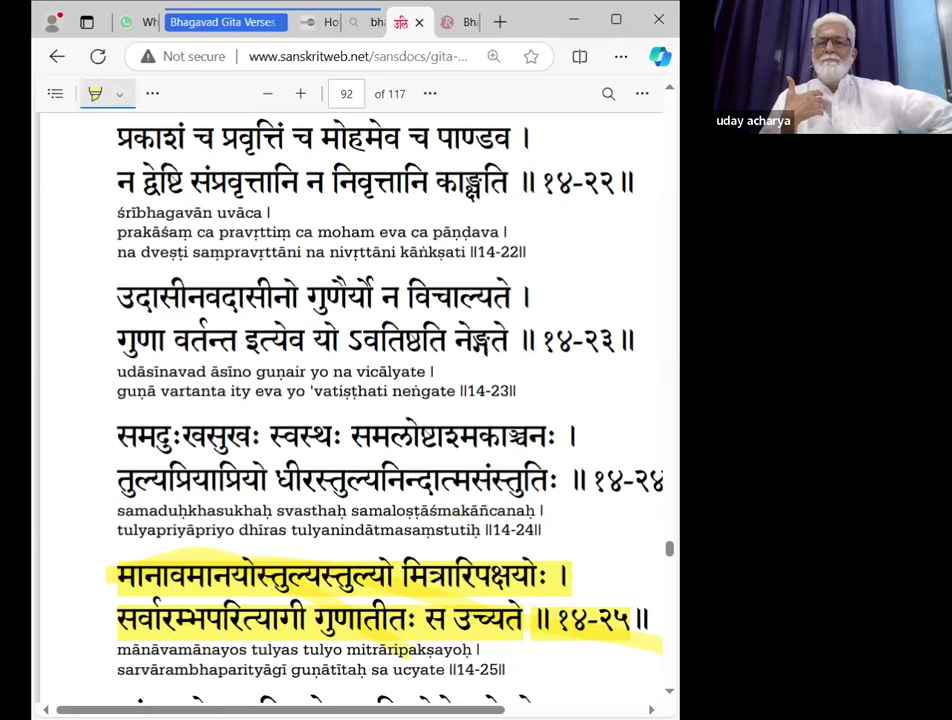 Wh
Bhagavad Gita Verses
Ho
bh
उलि
Bh
Not secure
www.sanskritweb.net/sansdocs/gita-...
92 of 117
uday acharya
प्रकाशं च प्रवृत्तिं च मोहमेव च पाण्डव ।
न द्वेष्टि संप्रवृत्तानि न निवृत्तानि काङ्क्षति ॥ १४-२२॥
śrībhagavān uvāca |
prakāśaṃ ca pravṛttiṃ ca moham eva ca pāṇḍava |
na dveṣṭi saṃpravṛttāni na nivṛttāni kāṅkṣati ||14-22||
उदासीनवदासीनो गुणैर्यो न विचाल्यते ।
गुणा वर्तन्त इत्येव यो ऽवतिष्ठति नेङ्गते ॥ १४-२३॥
udāsīnavad āsīno guṇair yo na vicālyate |
guṇā vartanta ity eva yo 'vatiṣṭhati neṅgate ||14-23||
समदुःखसुखः स्वस्थः समलोष्टाश्मकाञ्चनः ।
तुल्यप्रियाप्रियो धीरस्तुल्यनिन्दात्मसंस्तुतिः ॥ १४-२४
samaduḥkhasukhaḥ svasthaḥ samaloṣṭāśmakāñcanaḥ |
tulyapriyāpriyo dhīras tulyanindātmasaṃstutiḥ ||14-24||
मानावमानयोस्तुल्यस्तुल्यो मित्रारिपक्षयोः ।
सर्वारम्भपरित्यागी गुणातीतः स उच्यते ॥ १४-२५॥
mānāvamānayos tulyas tulyo mitrāripakṣayoḥ |
sarvārambhaparityāgī guṇātītaḥ sa ucyate ||14-25||